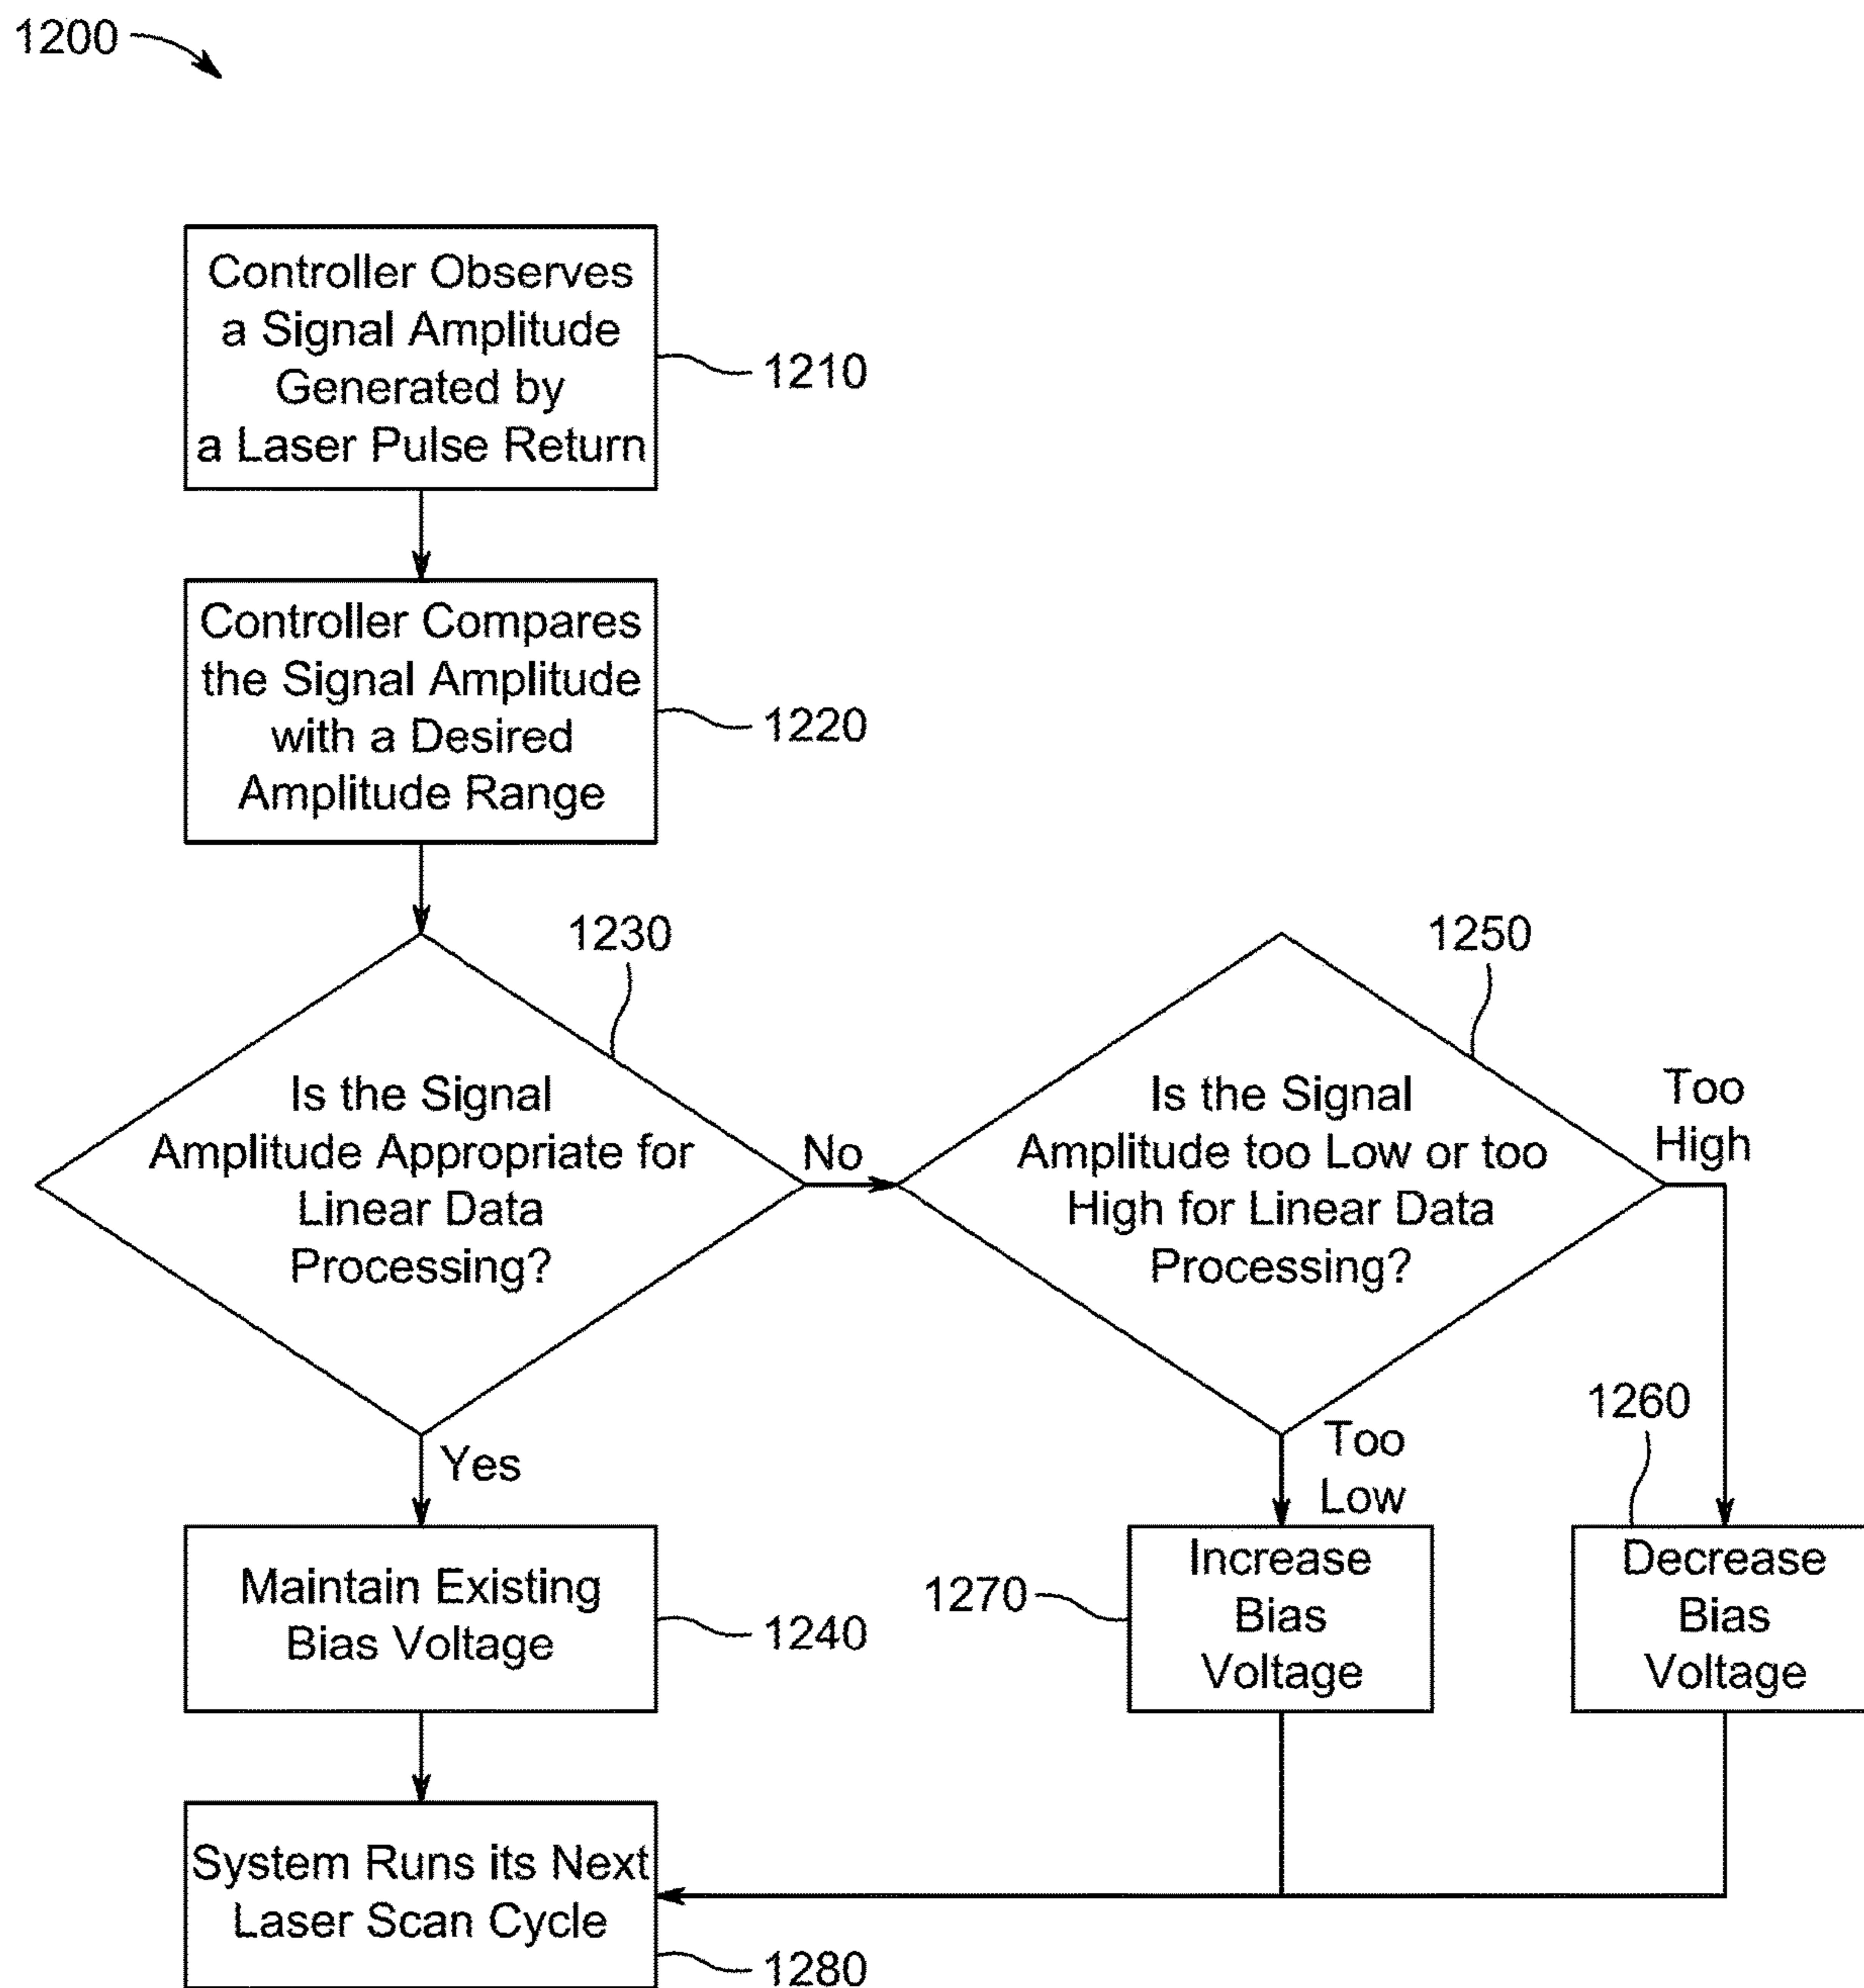 1200
Controller Observes
a Signal Amplitude
Generated by
a Laser Pulse Return
1210
Controller Compares
the Signal Amplitude
with a Desired
Amplitude Range
1220
1230
Is the Signal
Amplitude Appropriate for
Linear Data
Processing?
No
Yes
1250
Is the Signal
Amplitude too Low or too
High for Linear Data
Processing?
Too
High
Too
Low
Maintain Existing
Bias Voltage
1240
1270
Increase
Bias
Voltage
1260
Decrease
Bias
Voltage
System Runs its Next
Laser Scan Cycle
1280